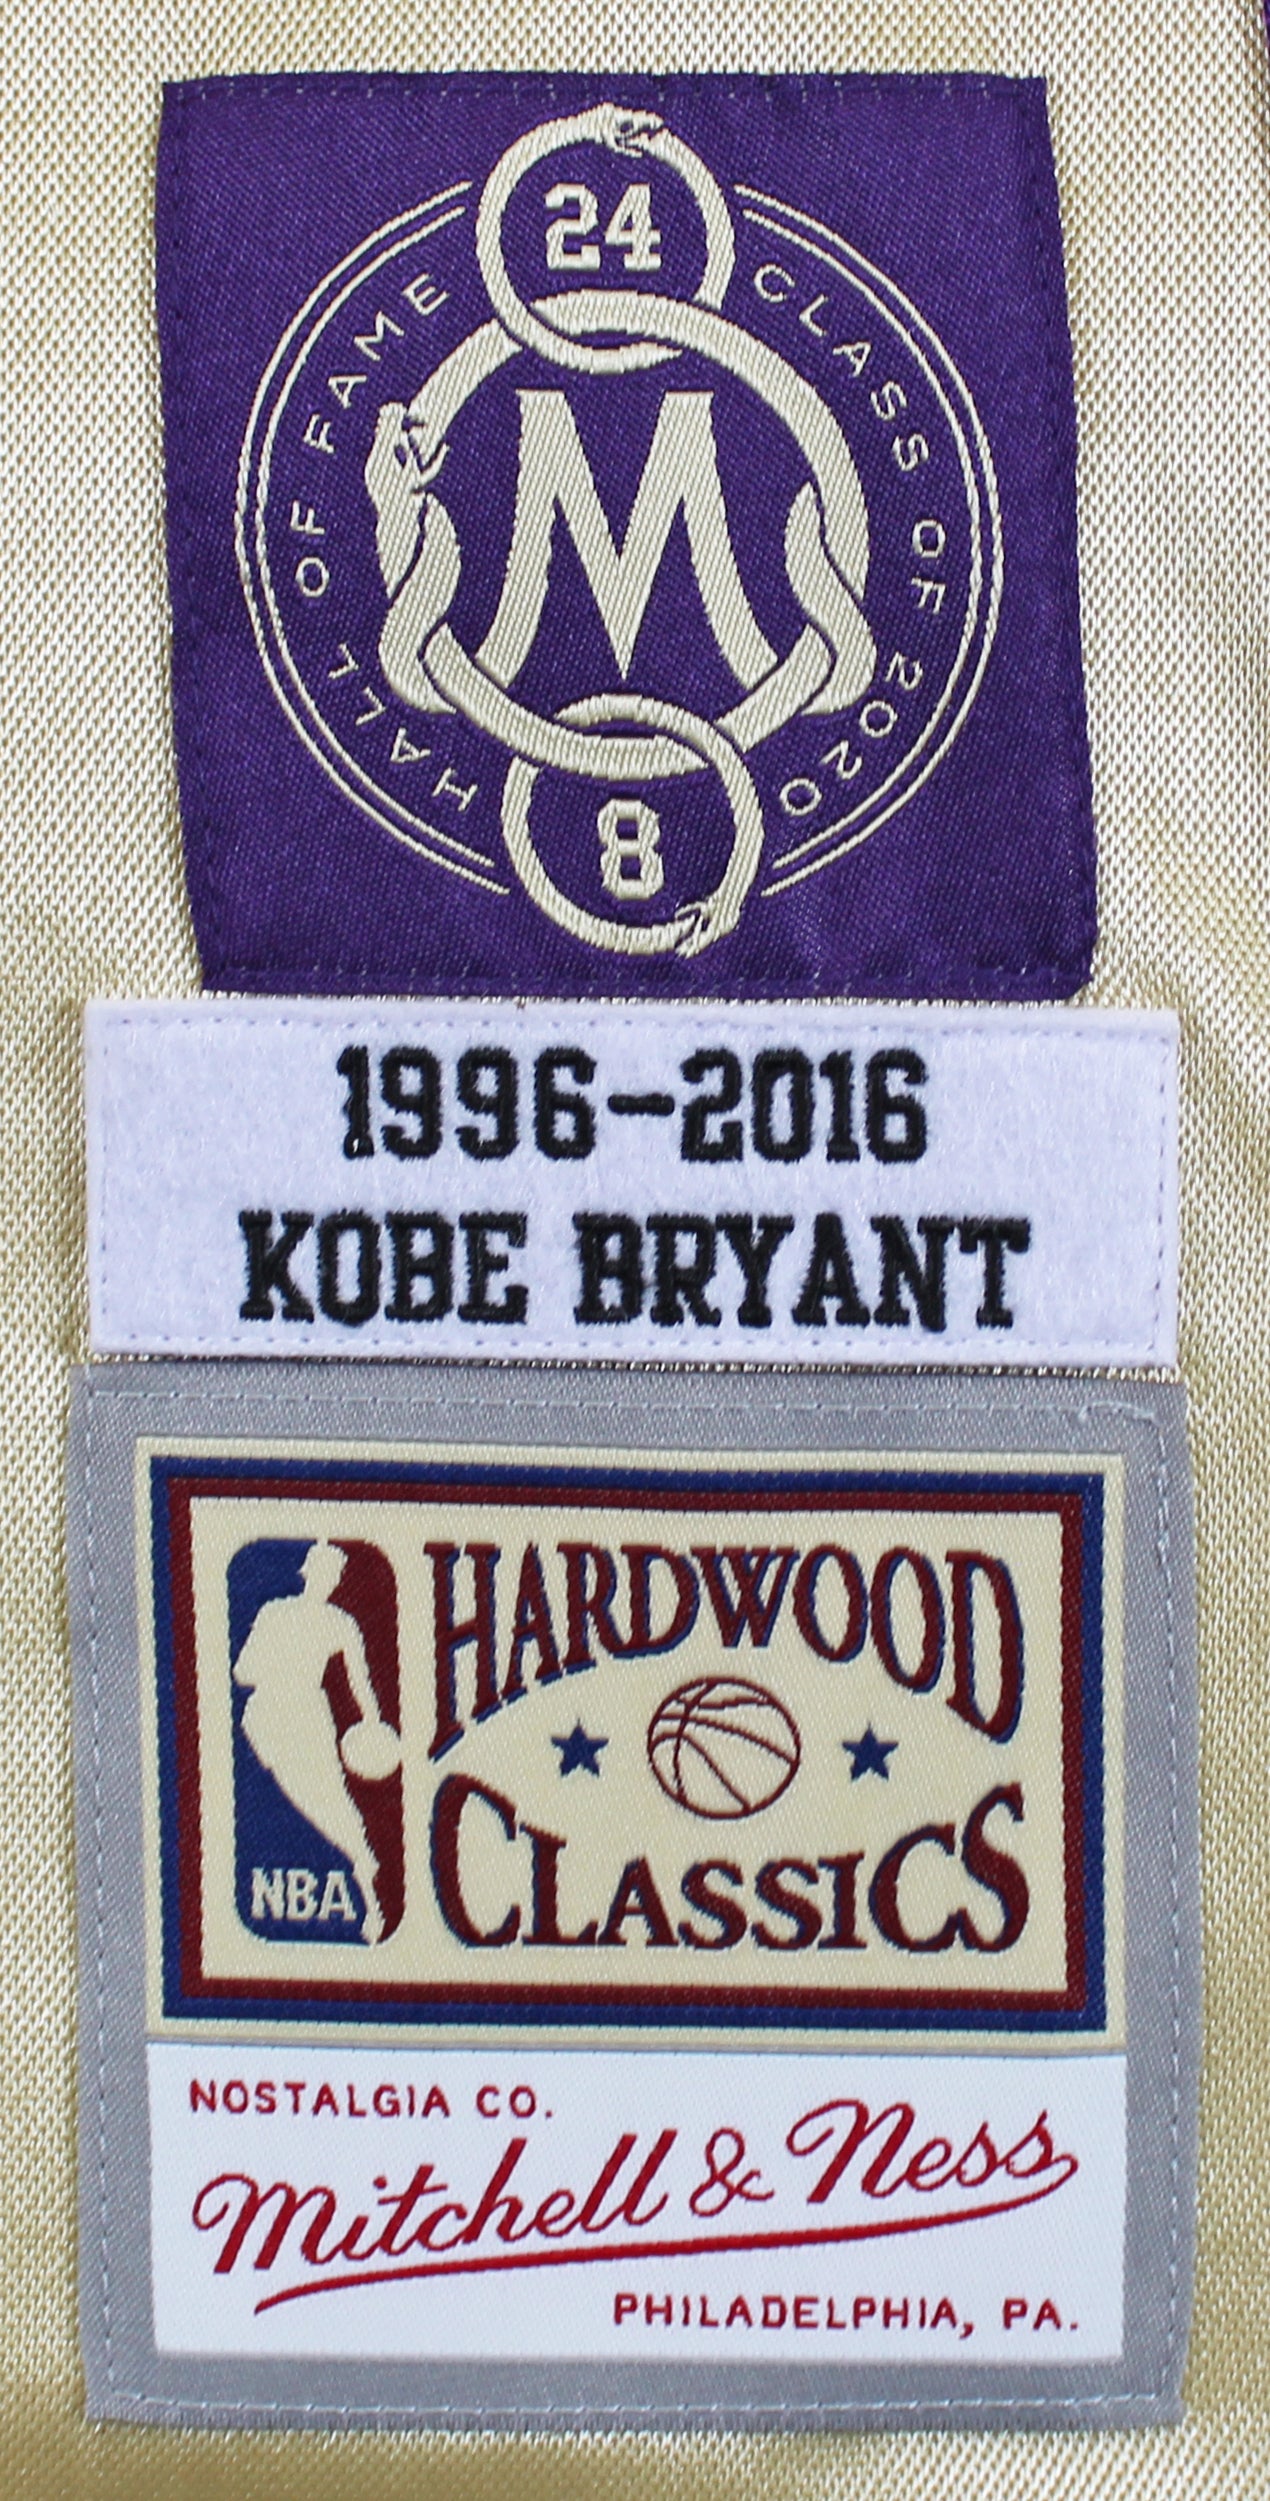 24
HALL OF FAME
CLASS OF 2020
M
8
1996-2016
KOBE BRYANT
HARDWOOD
CLASSICS
NBA
NOSTALGIA CO.
Mitchell & Ness
PHILADELPHIA, PA.